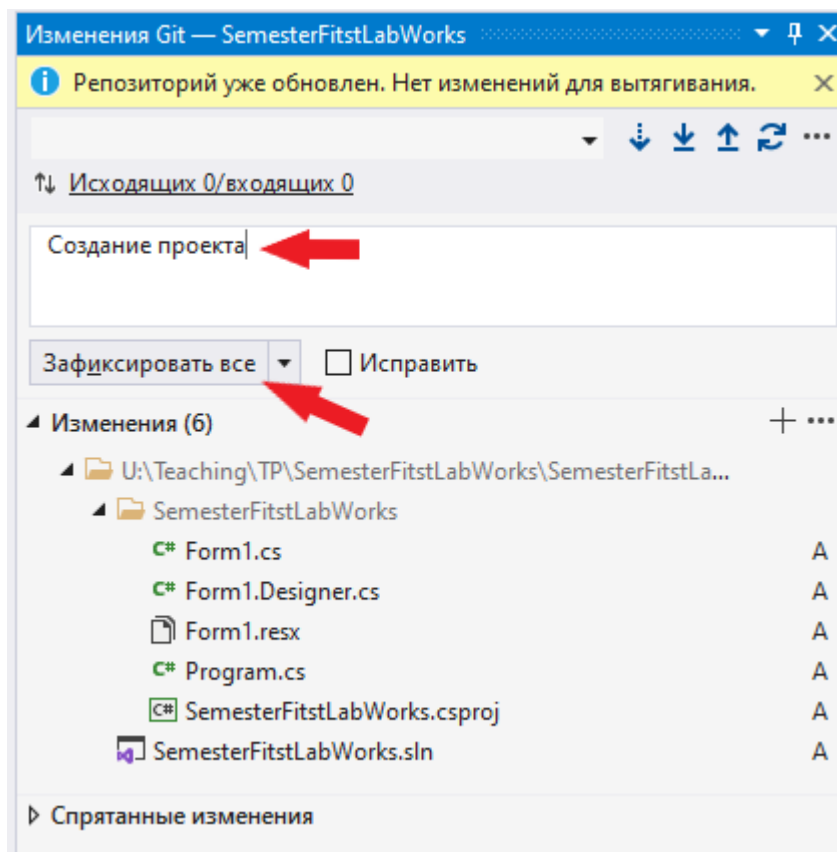 Изменения Git — SemesterFitstLabWorks
Репозиторий уже обновлен. Нет изменений для вытягивания.
Исходящих 0/входящих 0
Создание проекта
Зафиксировать все
Исправить
Изменения (6)
U:\Teaching\TP\SemesterFitstLabWorks\SemesterFitstLa...
SemesterFitstLabWorks
C# Form1.cs A
C# Form1.Designer.cs A
Form1.resx A
C# Program.cs A
C# SemesterFitstLabWorks.csproj A
SemesterFitstLabWorks.sln A
Спрятанные изменения